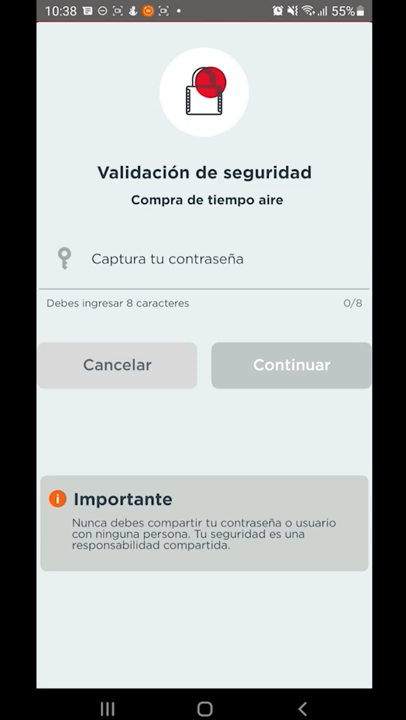 10:38
55%
Validación de seguridad
Compra de tiempo aire
Captura tu contraseña
Debes ingresar 8 caracteres 0/8
Cancelar
Continuar
Importante
Nunca debes compartir tu contraseña o usuario
con ninguna persona. Tu seguridad es una
responsabilidad compartida.